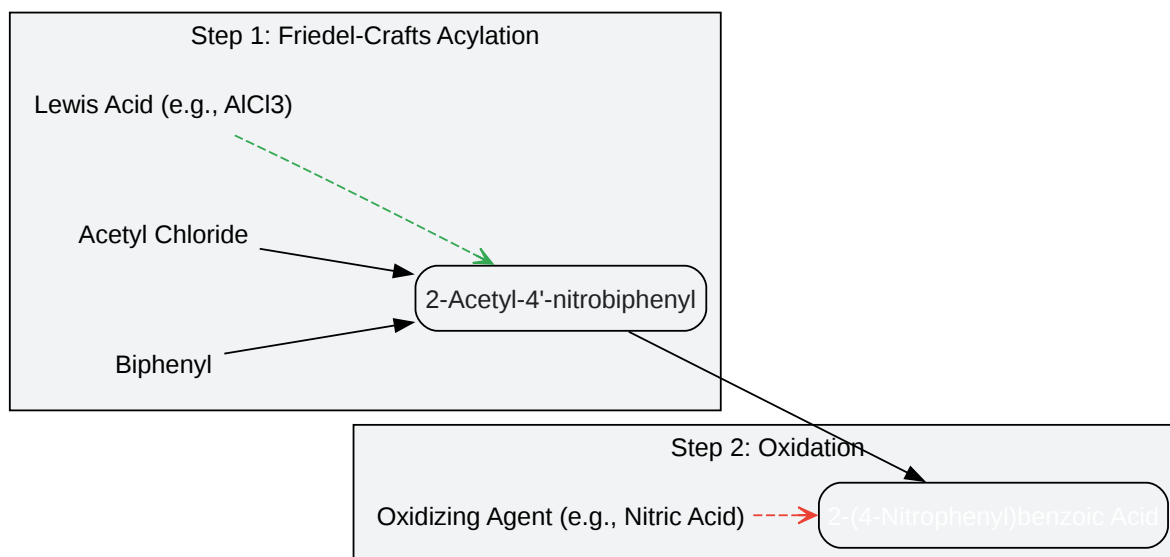 Step 1: Friedel-Crafts Acylation
Lewis Acid (e.g., AlCl3)
Acetyl Chloride
2-Acetyl-4'-nitrobiphenyl
Biphenyl
Step 2: Oxidation
Oxidizing Agent (e.g., Nitric Acid)
2-(4-Nitrophenyl)benzoic Acid